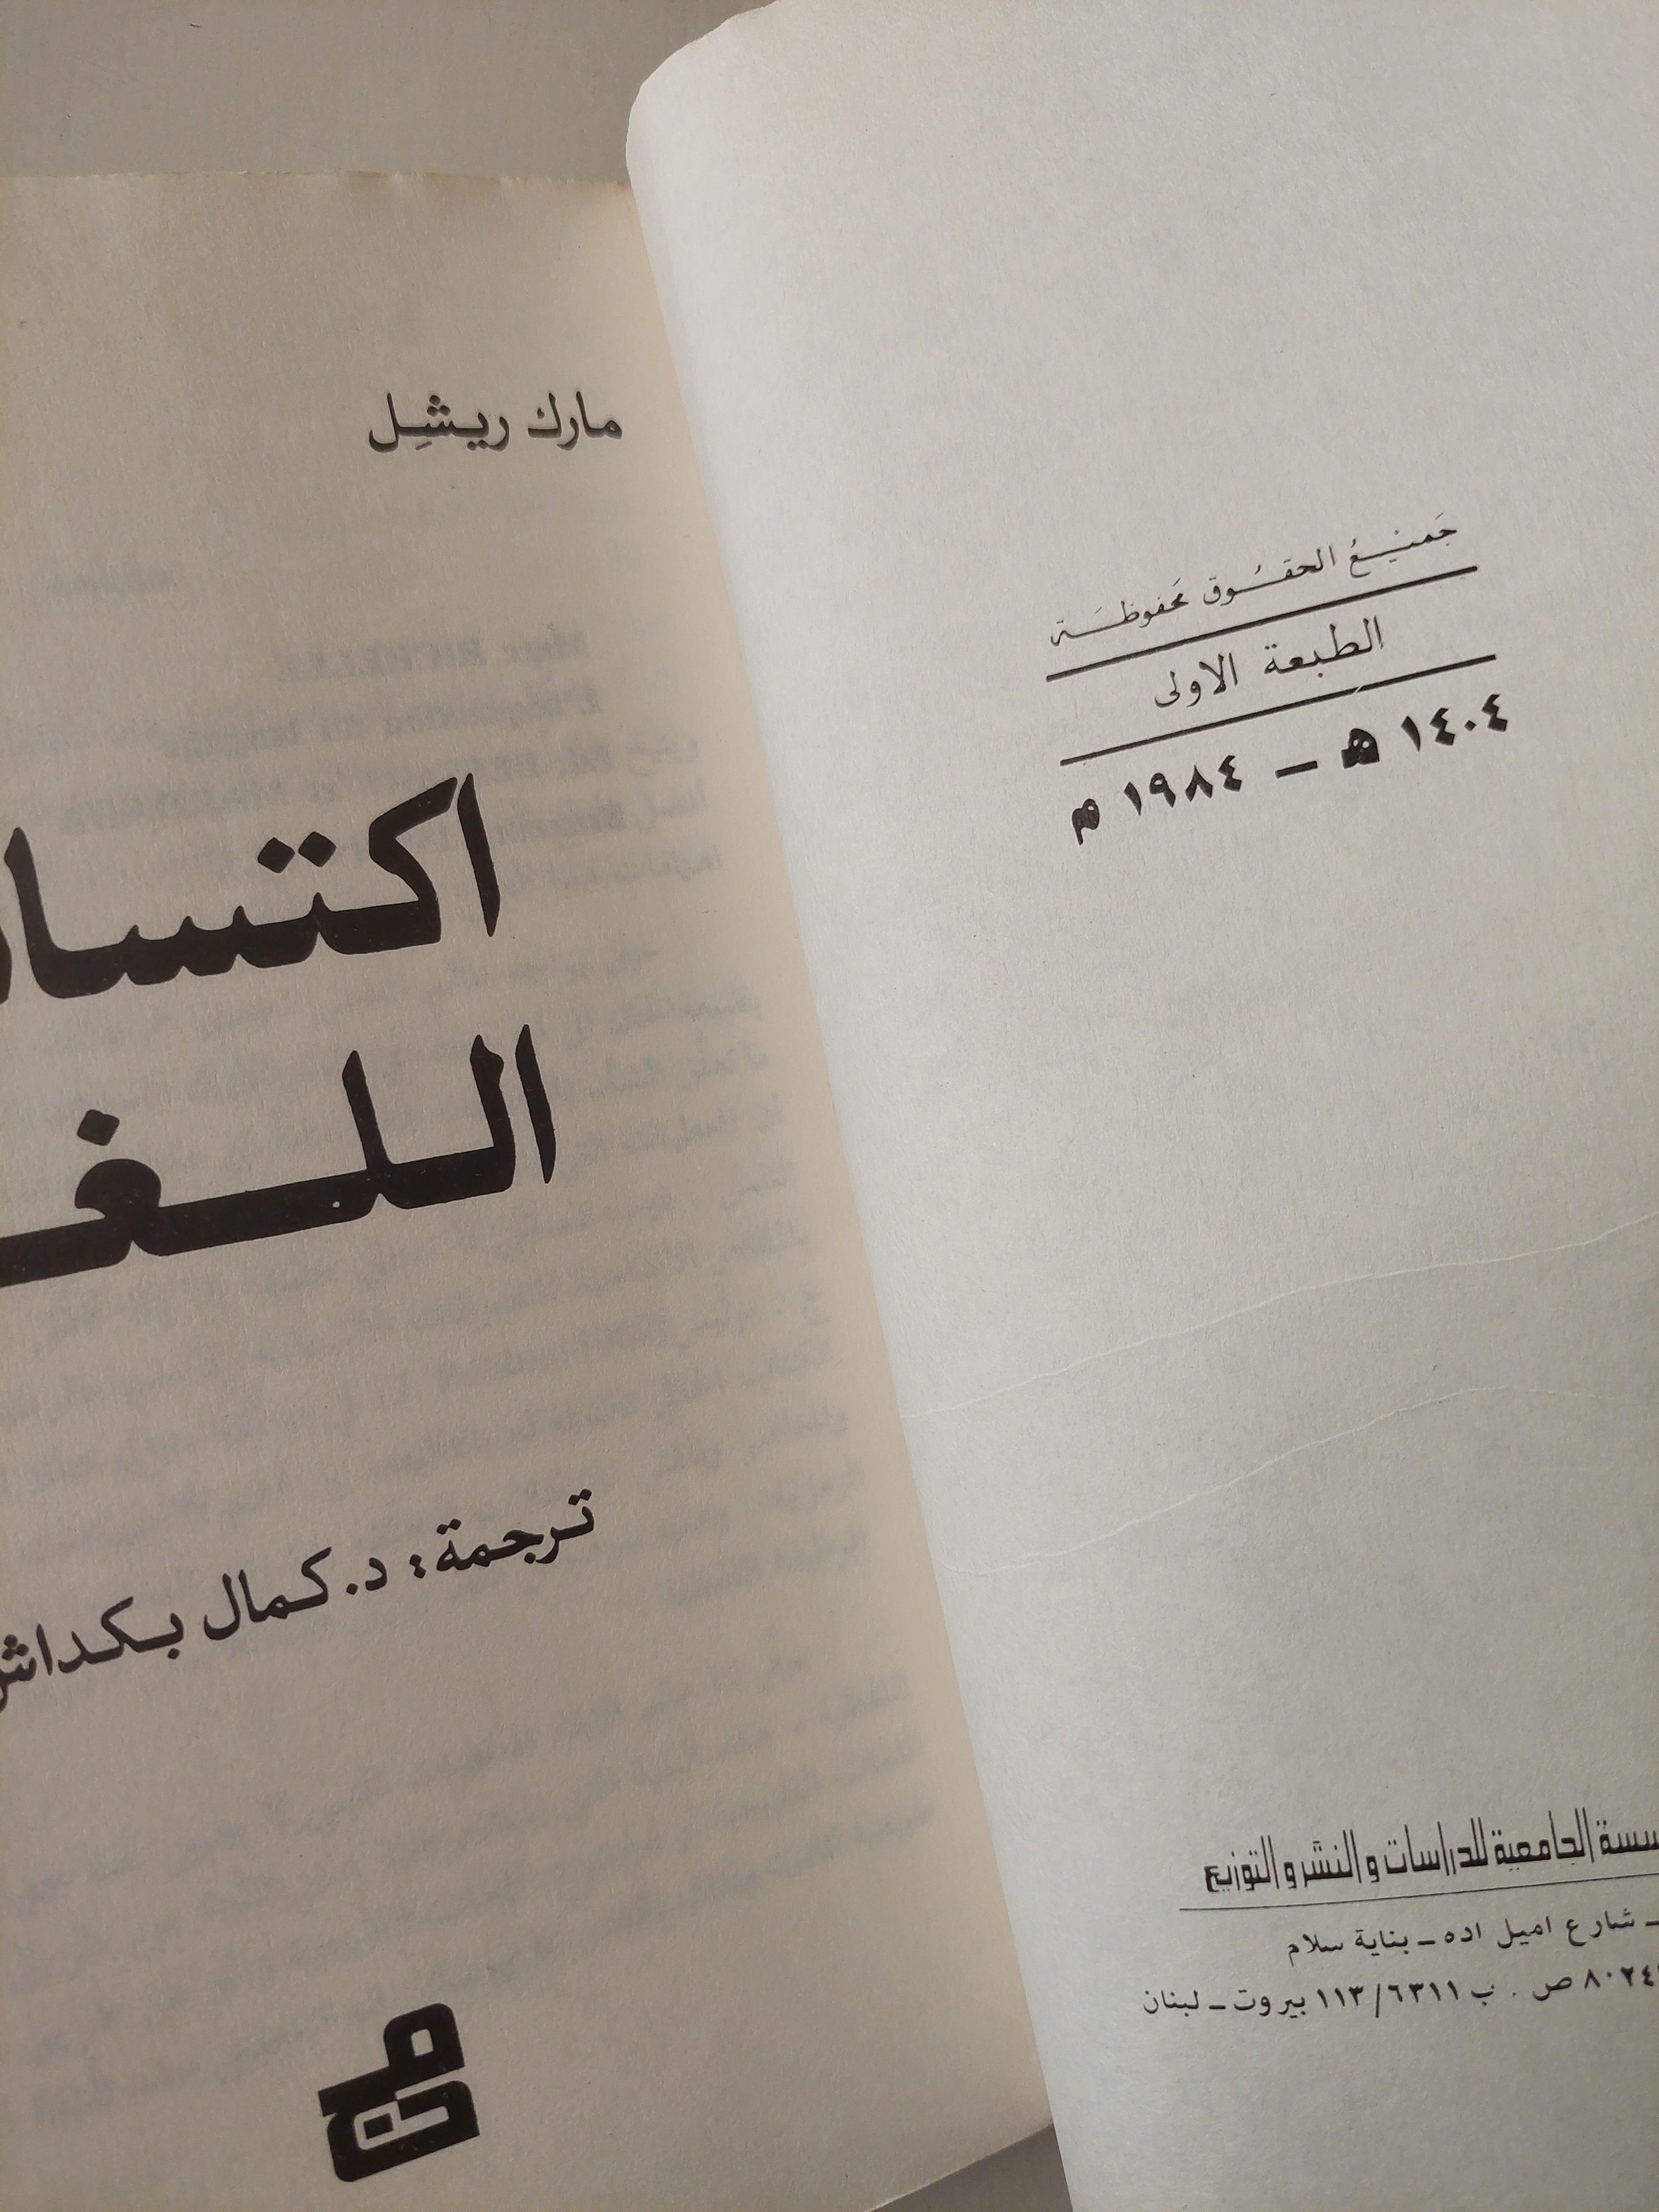 جميع الحقوق محفوظة
الطبعة الاولى
١٤٠٤ هـ - ١٩٨٤ م
سسة الجامعية للدراسات والنشر والتوزيع
- شارع اميل اده - بناية سلام
ص . ب ٦٣١١/١١٣ بيروت - لبنان
مارك ريشِل
اكتسا
اللغـ
ترجمة: د. كمال بكداش